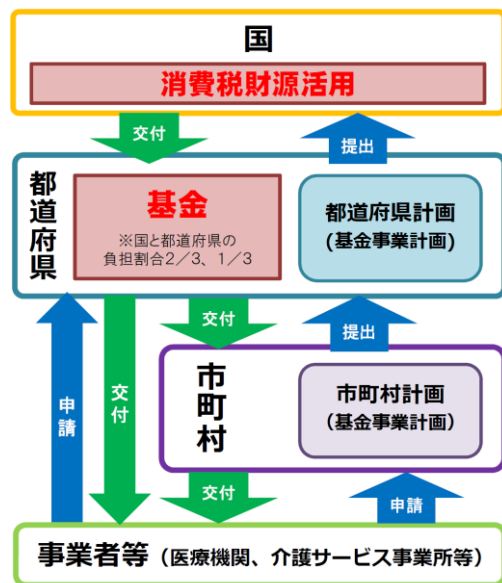 国
消費税財源活用
交付
提出
都道府県
基金
※国と都道府県の
負担割合2／3、1／3
都道府県計画
(基金事業計画)
交付
提出
申請
交付
市町村
市町村計画
（基金事業計画）
交付
申請
事業者等（医療機関、介護サービス事業所等）